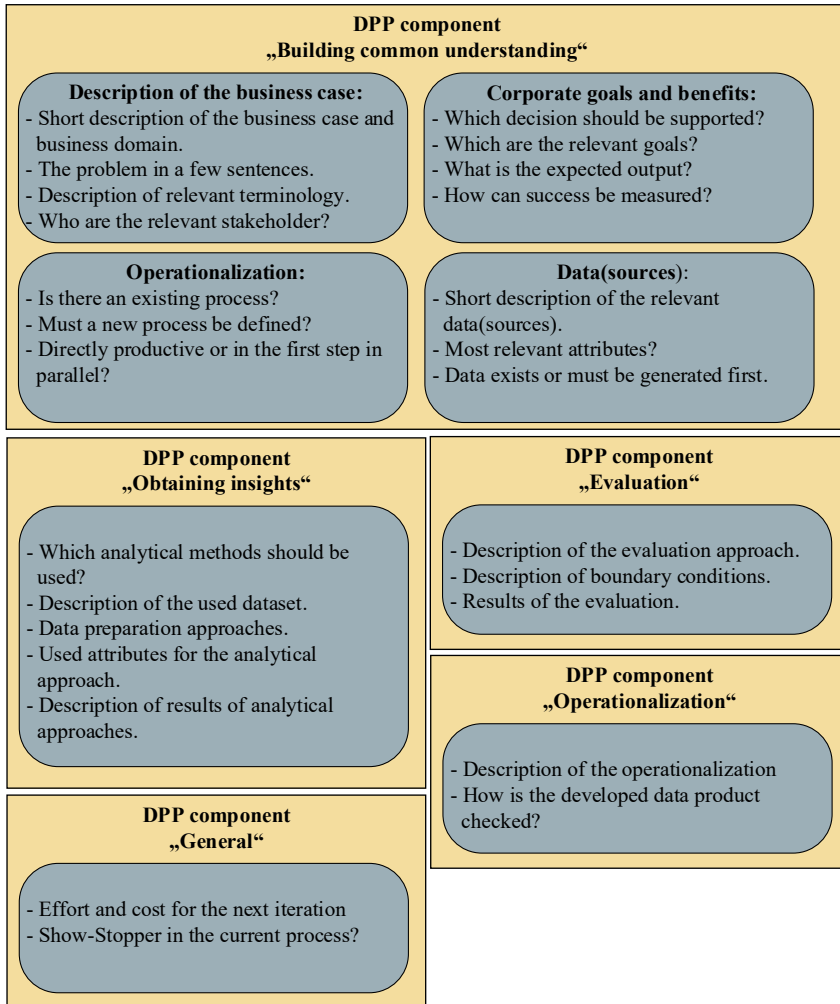 DPP component
„Building common understanding“
Description of the business case:
- Short description of the business case and
business domain.
- The problem in a few sentences.
- Description of relevant terminology.
- Who are the relevant stakeholder?
Corporate goals and benefits:
- Which decision should be supported?
- Which are the relevant goals?
- What is the expected output?
- How can success be measured?
Operationalization:
- Is there an existing process?
- Must a new process be defined?
- Directly productive or in the first step in
parallel?
Data(sources):
- Short description of the relevant
data(sources).
- Most relevant attributes?
- Data exists or must be generated first.
DPP component
„Obtaining insights“
- Which analytical methods should be
used?
- Description of the used dataset.
- Data preparation approaches.
- Used attributes for the analytical
approach.
- Description of results of analytical
approaches.
DPP component
„Evaluation“
- Description of the evaluation approach.
- Description of boundary conditions.
- Results of the evaluation.
DPP component
„Operationalization“
- Description of the operationalization
- How is the developed data product
checked?
DPP component
„General“
- Effort and cost for the next iteration
- Show-Stopper in the current process?